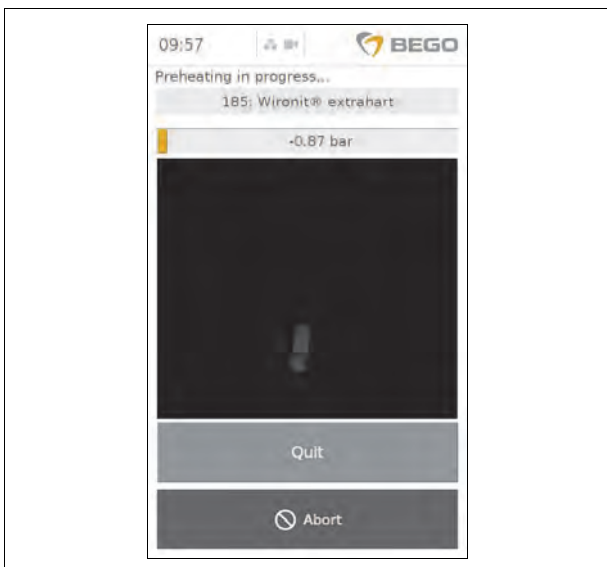 09:57
BEGO
Preheating in progress...
185: Wironit® extrahart
-0.87 bar
Quit
Abort